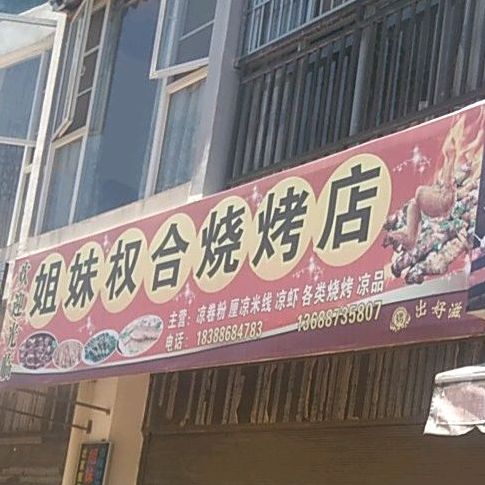 欢迎光临
姐妹权合烧烤店
主营：凉卷粉 厘凉米线 凉虾 各类烧烤 凉品
电话：18388684783 13688735807
出好滋